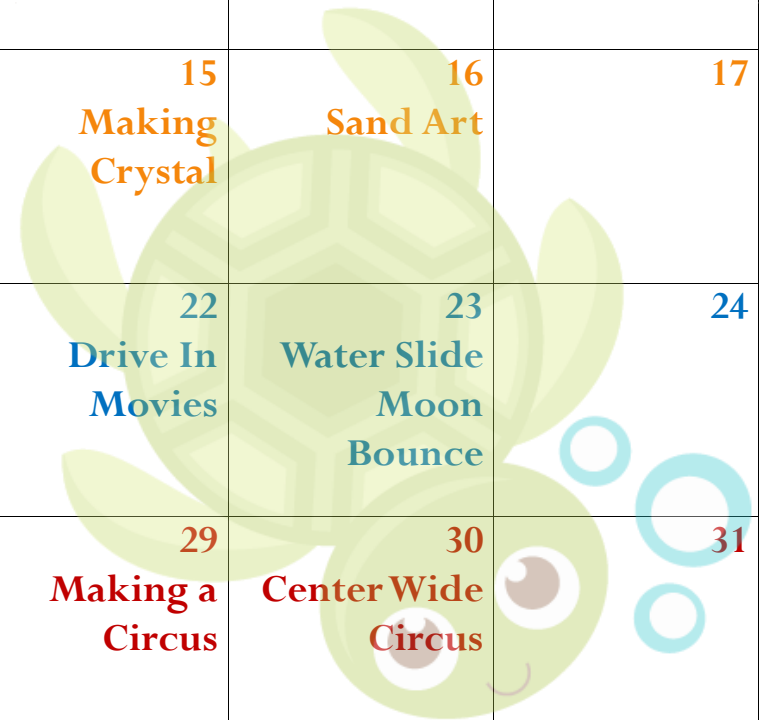 15
Making
Crystal
16
Sand Art
17
22
Drive In
Movies
23
Water Slide
Moon
Bounce
24
29
Making a
Circus
30
Center Wide
Circus
31